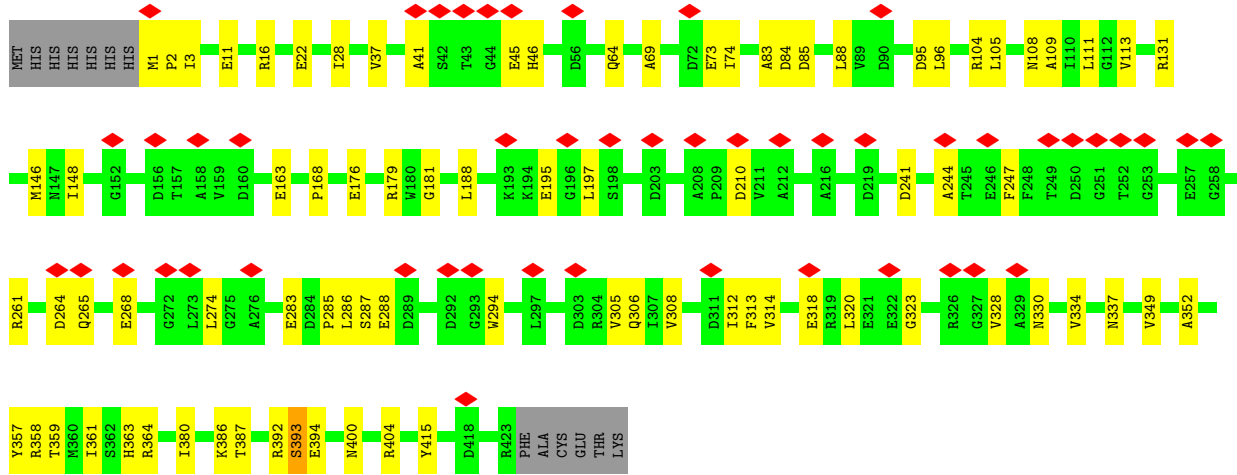 MET HIS HIS HIS HIS HIS HIS M1 P2 I3 E11 R16 E22 I28 V37 A41 S42 T43 G44 E45 H46 D56 Q64 A69 D72 E73 I74 A83 D84 D85 L88 V89 D90 D95 L96 R104 L105 N108 A109 I110 L111 G112 V113 R131
M146 N147 I148 G152 D156 T157 A158 V159 D160 E163 P168 E176 R179 W180 G181 L188 K193 K194 E195 G196 L197 S198 D203 A208 P209 D210 V211 A212 A216 D219 D241 A244 T245 E246 F247 F248 T249 D250 G251 T252 G253 E257 G258
R261 D264 Q265 E268 G272 L273 L274 G275 A276 E283 D284 P285 L286 S287 E288 D289 D292 G293 W294 L297 D303 R304 V305 Q306 I307 V308 D311 I312 F313 V314 E318 R319 L320 E321 E322 G323 R326 G327 V328 A329 N330 V334 N337 V349 A352
Y357 R358 T359 M360 I361 S362 H363 R364 I380 K386 T387 R392 S393 E394 N400 R404 Y415 D418 R423 PHE ALA CYS GLU THR LYS